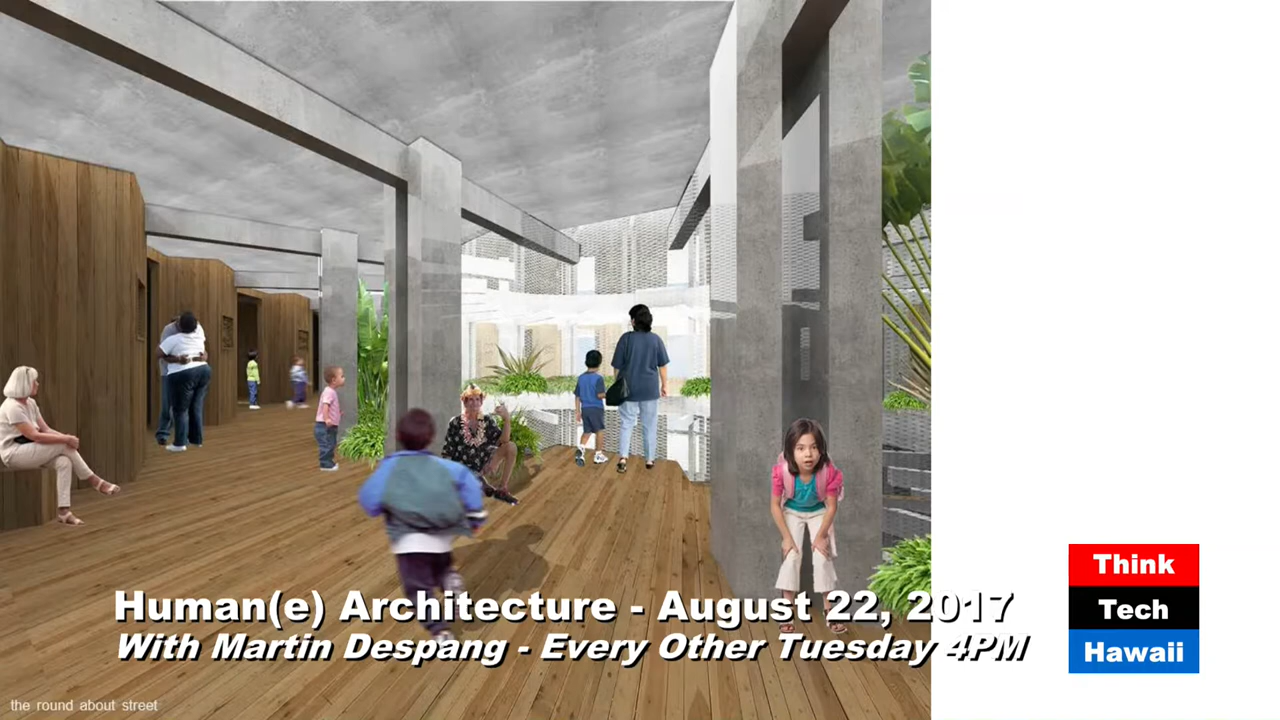 Human(e) Architecture - August 22, 2017
With Martin Despang - Every Other Tuesday 4PM
Think
Tech
Hawaii
the round about street